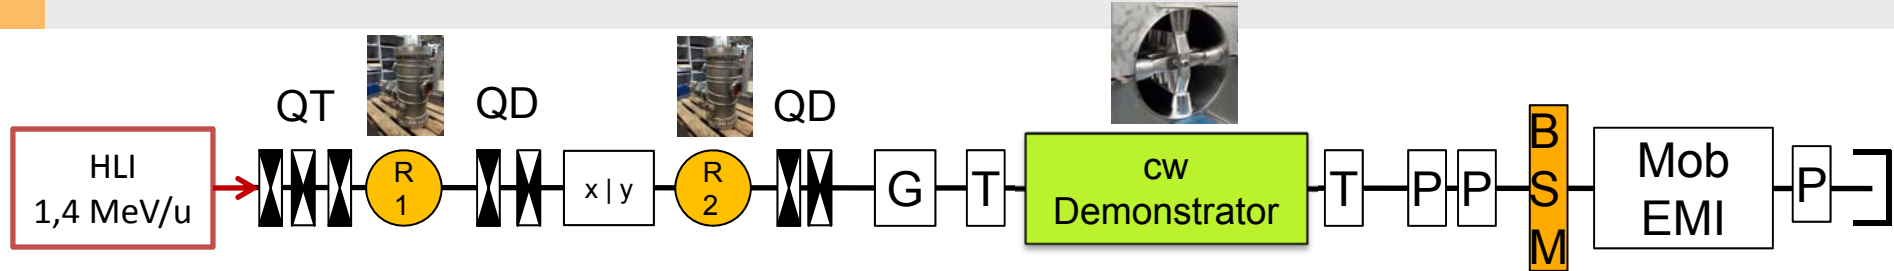 QT
QD
QD
HLI
1,4 MeV/u
R
1
x | y
R
2
G
T
cw
Demonstrator
T
P
P
B
S
M
Mob
EMI
P